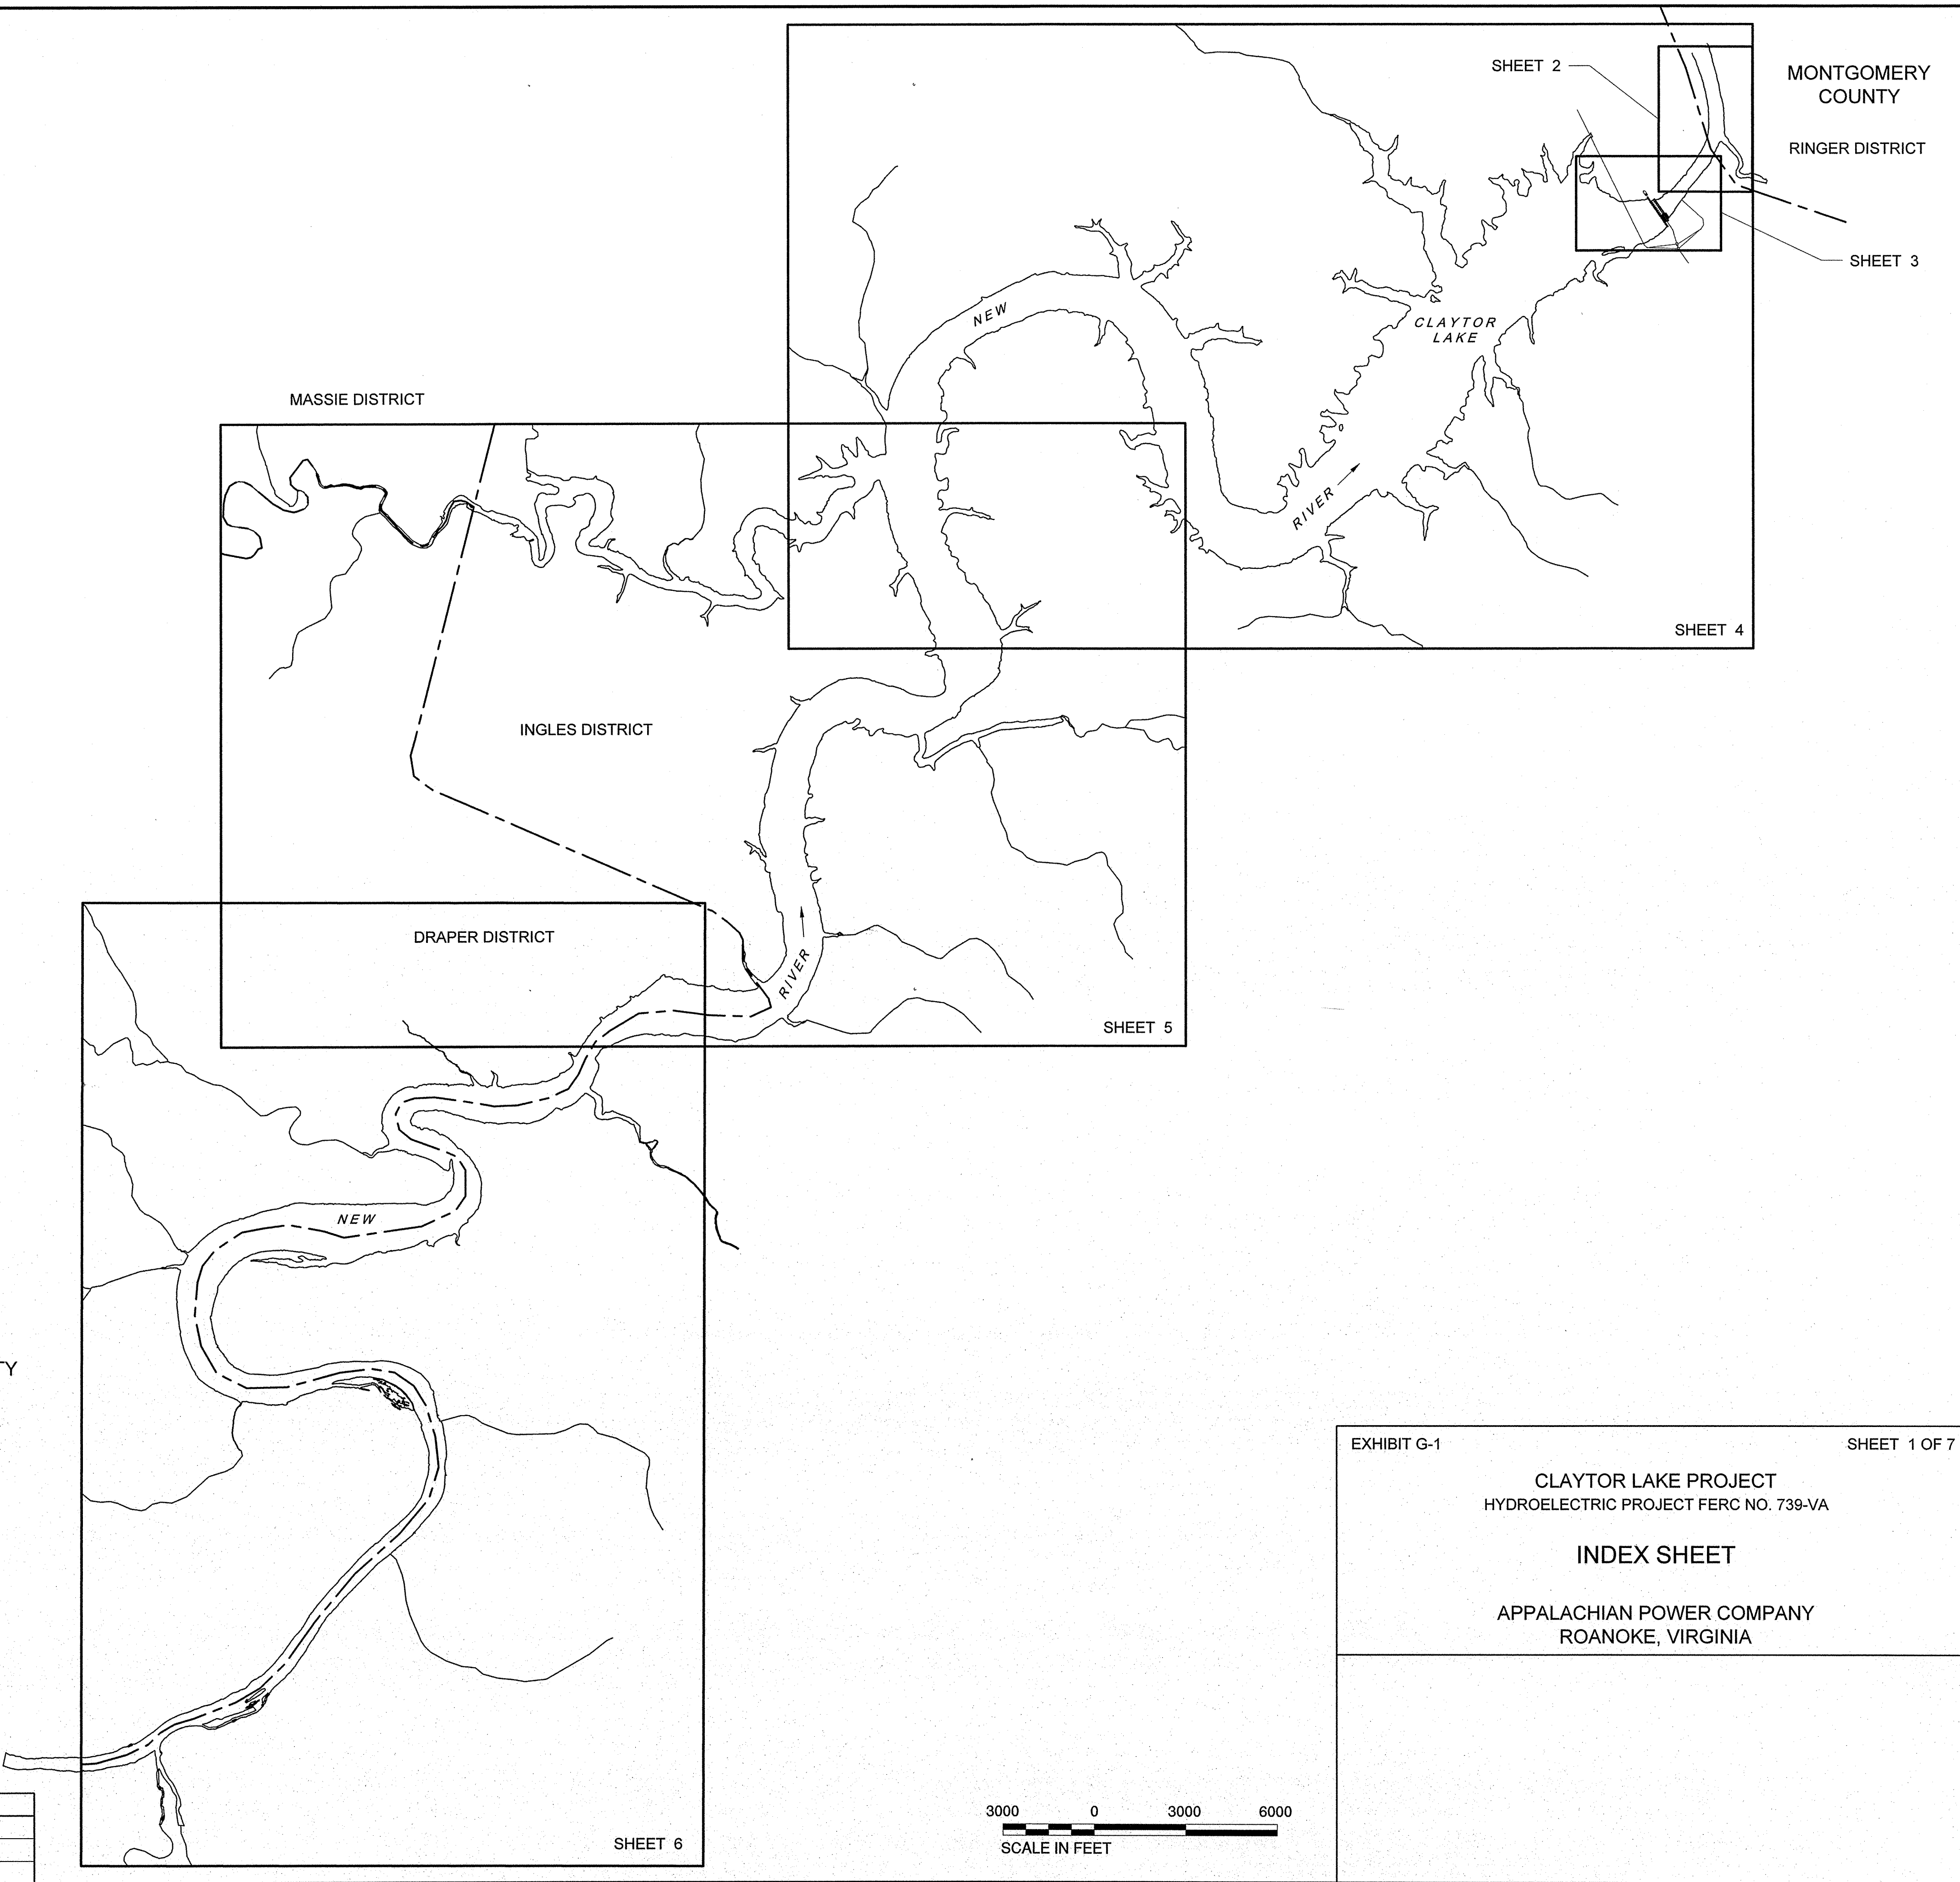 SHEET 2
MONTGOMERY
COUNTY
RINGER DISTRICT
SHEET 3
NEW
CLAYTOR
LAKE
MASSIE DISTRICT
RIVER
SHEET 4
INGLES DISTRICT
DRAPER DISTRICT
RIVER
SHEET 5
NEW
TY
EXHIBIT G-1
SHEET 1 OF 7
CLAYTOR LAKE PROJECT
HYDROELECTRIC PROJECT FERC NO. 739-VA
INDEX SHEET
APPALACHIAN POWER COMPANY
ROANOKE, VIRGINIA
3000 0 3000 6000
SCALE IN FEET
SHEET 6